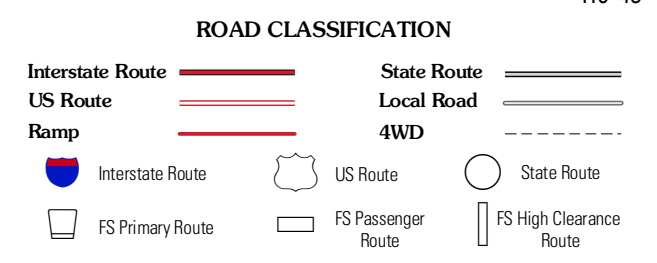 ROAD CLASSIFICATION
Interstate Route
State Route
US Route
Local Road
Ramp
4WD
Interstate Route
US Route
State Route
FS Primary Route
FS Passenger
Route
FS High Clearance
Route